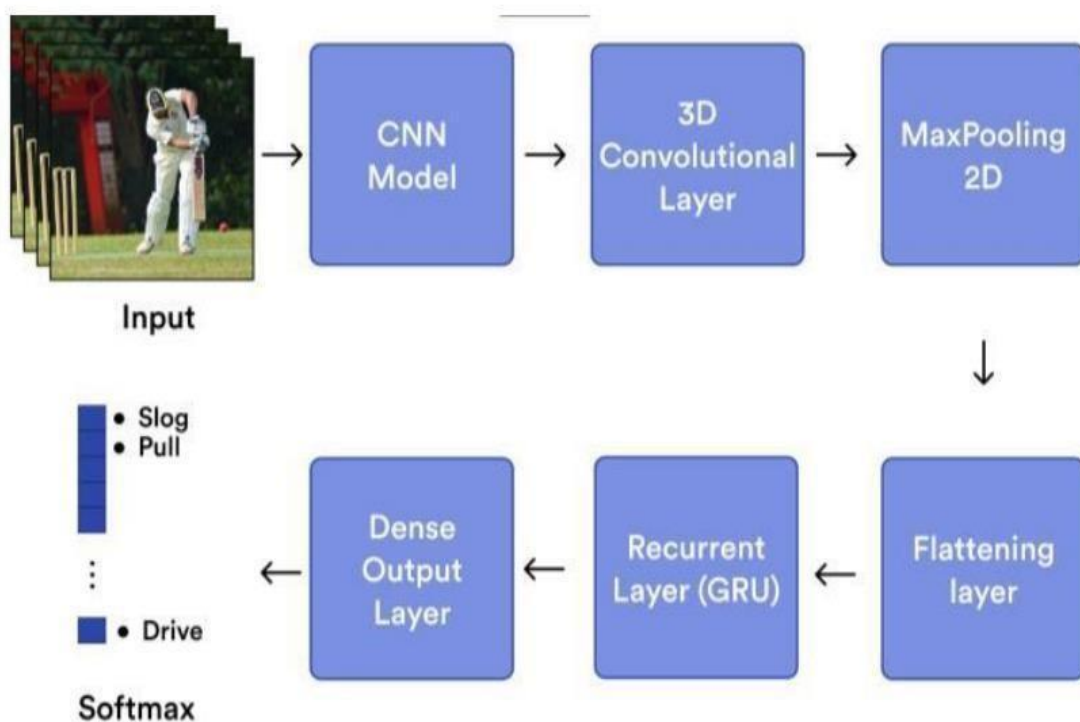 CNN
Model
3D
Convolutional
Layer
MaxPooling
2D
Input
Flattening
layer
Recurrent
Layer (GRU)
Dense
Output
Layer
• Slog
• Pull
• Drive
Softmax